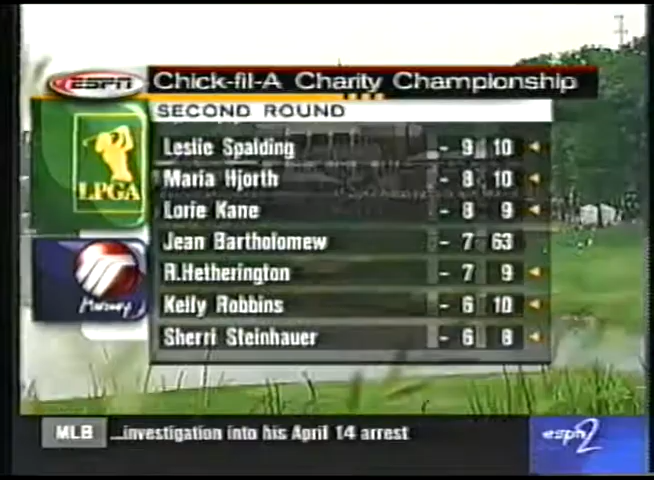 ESPN
Chick-fil-A Charity Championship
SECOND ROUND
Leslie Spalding - 9 10
Maria Hjorth - 8 10
Lorie Kane - 8 9
LPGA
Jean Bartholomew - 7 63
R.Hetherington - 7 9
Kelly Robbins - 6 10
Mercury
Sherri Steinhauer - 6 8
MLB ...investigation into his April 14 arrest
espn2